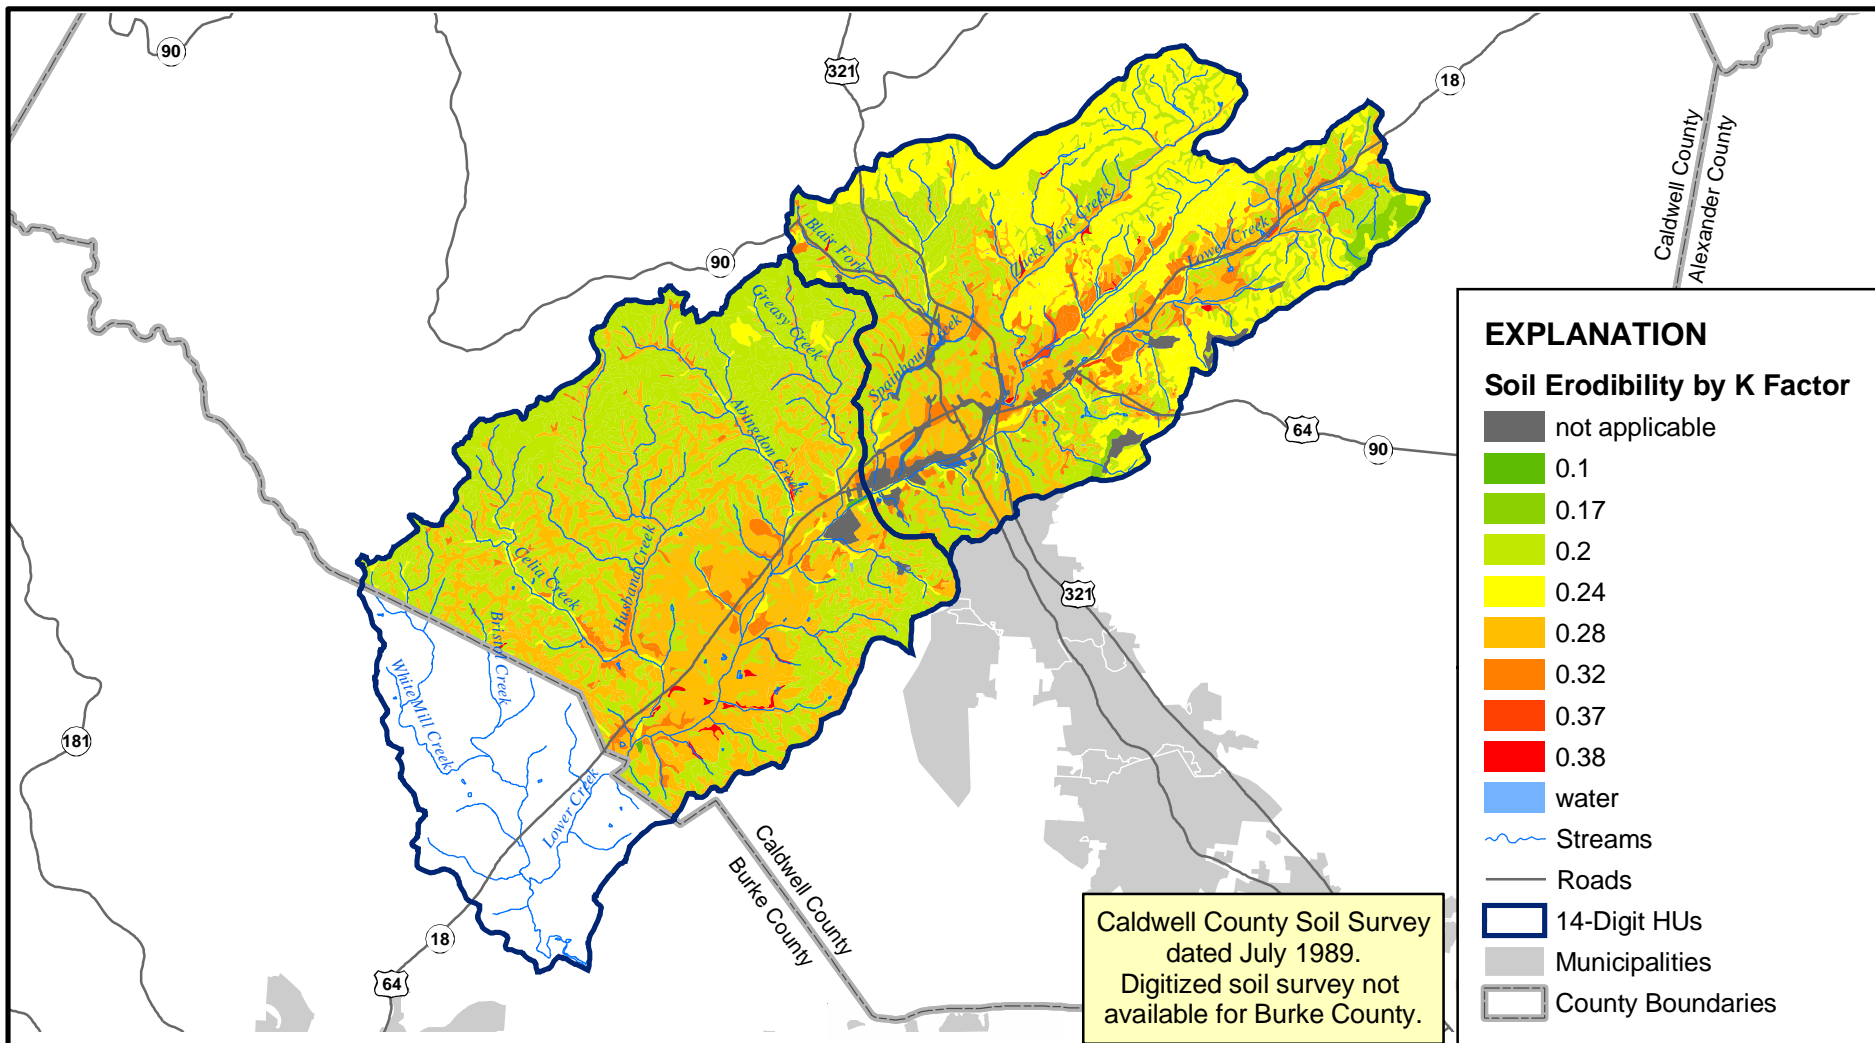 90
321
18
Caldwell County
Alexander County
90
Blair Fork
Zacks Fork Creek
Lower Creek
Greasy Creek
Spainhour Creek
Abingdon Creek
64
90
Celia Creek
Husband Creek
321
Bristol Creek
White Mill Creek
181
Lower Creek
Caldwell County
Burke County
18
64
EXPLANATION
Soil Erodibility by K Factor
not applicable
0.1
0.17
0.2
0.24
0.28
0.32
0.37
0.38
water
Streams
Roads
14-Digit HUs
Municipalities
County Boundaries
Caldwell County Soil Survey
dated July 1989.
Digitized soil survey not
available for Burke County.